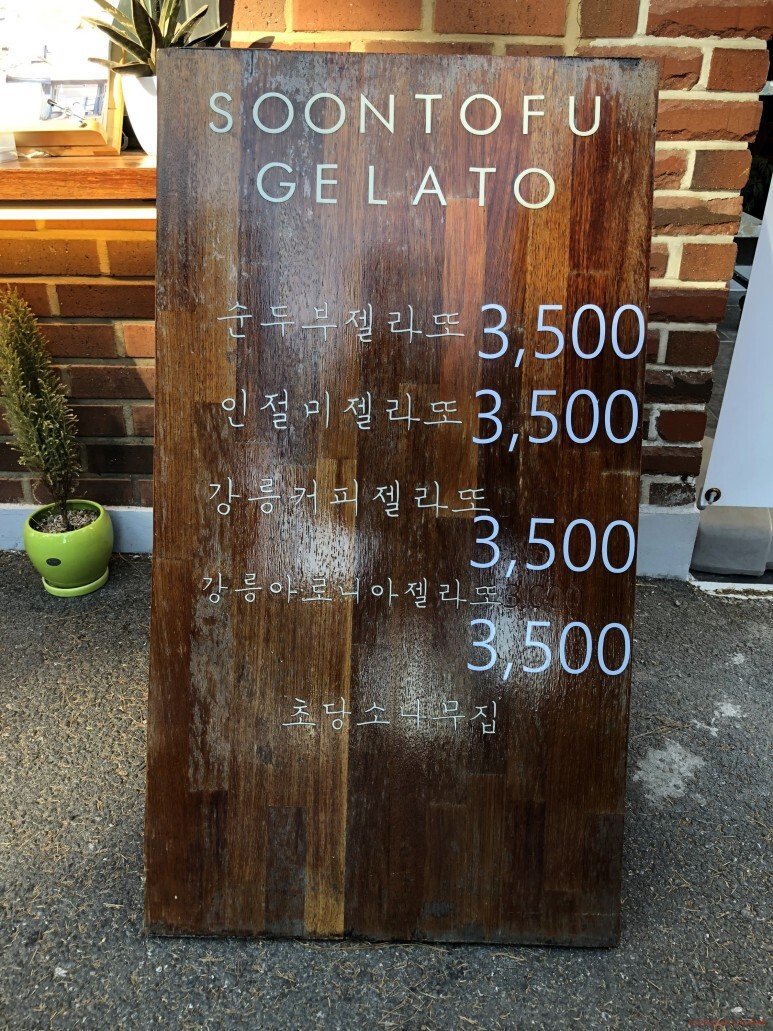 SOONTOFU
GELATO
순두부젤라또 3,500
인절미젤라또 3,500
강릉커피젤라또
3,500
강릉아로니아젤라또
3,500
초당소나무집